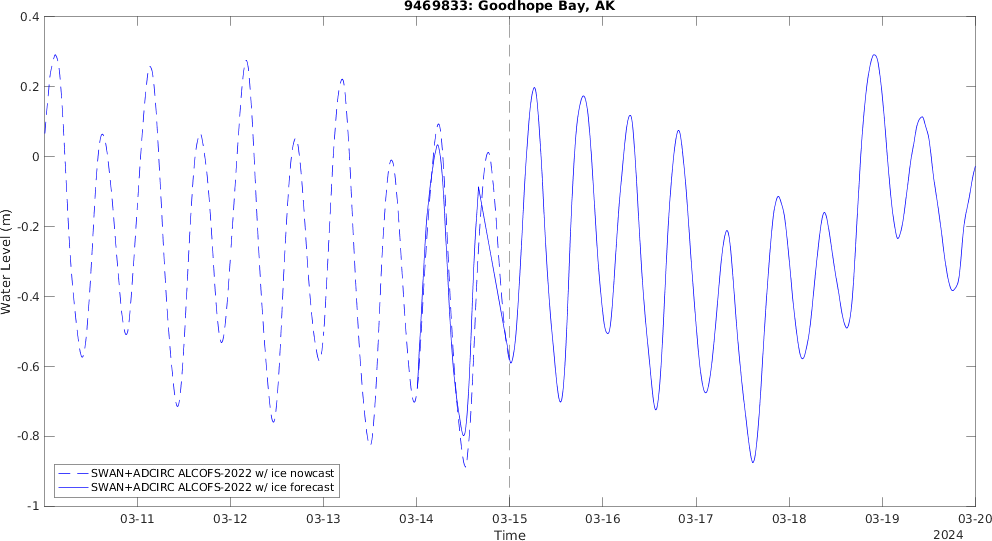 9469833: Goodhope Bay, AK
Water Level (m)
0.4
0.2
0
-0.2
-0.4
-0.6
-0.8
-1
SWAN+ADCIRC ALCOFS-2022 w/ ice nowcast
SWAN+ADCIRC ALCOFS-2022 w/ ice forecast
03-11 03-12 03-13 03-14 03-15 03-16 03-17 03-18 03-19 03-20
Time
2024